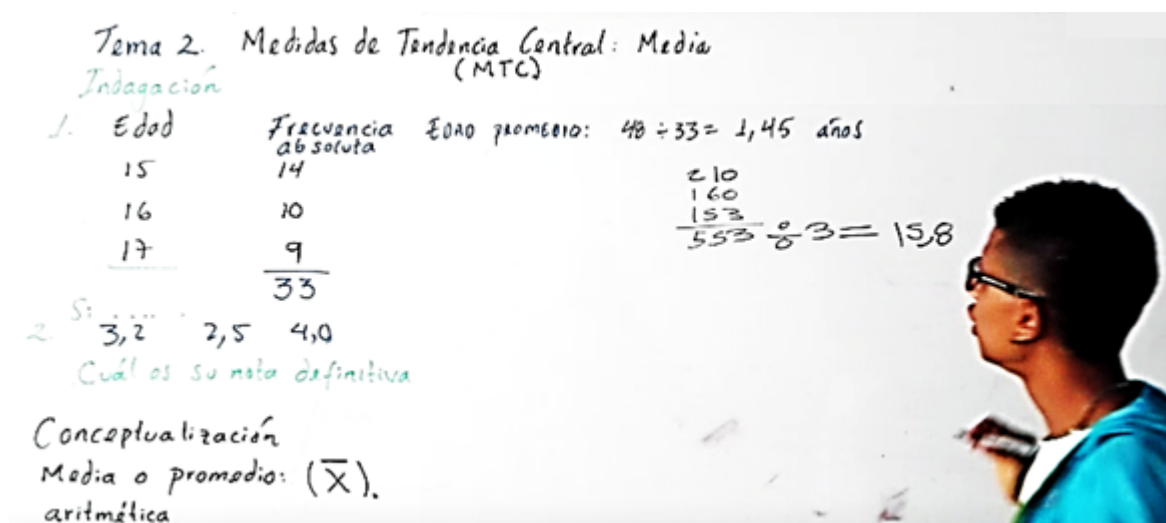 Tema 2. Medidas de Tendencia Central: Media
(MTC)
Indagación
1. Edad Frecuencia absoluta EDAD PROMEDIO: 48 ÷ 33 = 1,45 años
15 14
16 10
17 9
33
210
160
153
553 ÷ 3 = 15,8
Si .....
2. 3,2 2,5 4,0
Cuál es su nota definitiva
Conceptualización
Media o promedio: (X̅).
aritmética